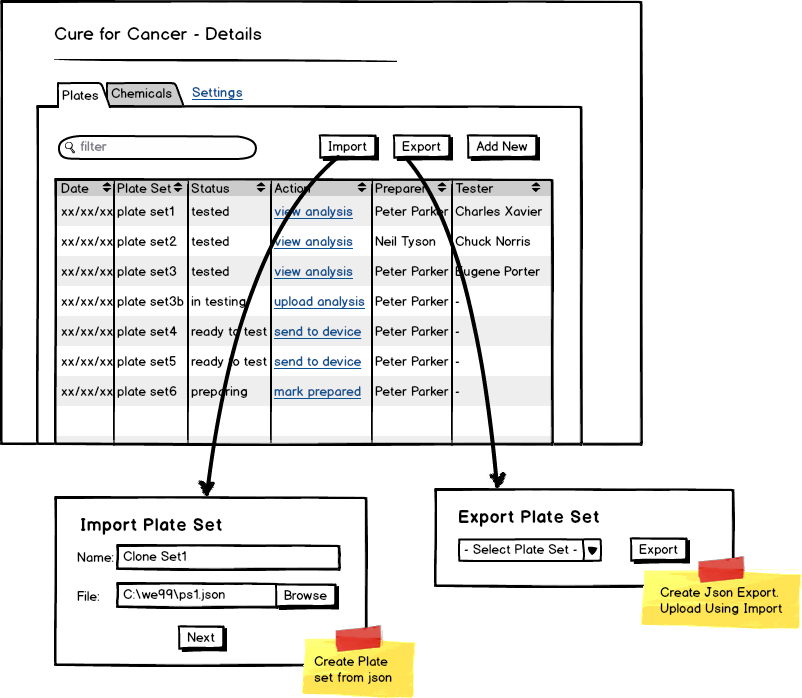 Cure for Cancer - Details
Plates Chemicals Settings
filter Import Export Add New
Date Plate Set Status Action Preparer Tester
xx/xx/xx plate set1 tested view analysis Peter Parker Charles Xavier
xx/xx/xx plate set2 tested view analysis Neil Tyson Chuck Norris
xx/xx/xx plate set3 tested view analysis Peter Parker Eugene Porter
xx/xx/xx plate set3b in testing upload analysis Peter Parker -
xx/xx/xx plate set4 ready to test send to device Peter Parker -
xx/xx/xx plate set5 ready to test send to device Peter Parker -
xx/xx/xx plate set6 preparing mark prepared Peter Parker -
Import Plate Set
Name: Clone Set1
File: C:\we99\ps1.json Browse
Next
Create Plate
set from json
Export Plate Set
- Select Plate Set - Export
Create Json Export.
Upload Using Import